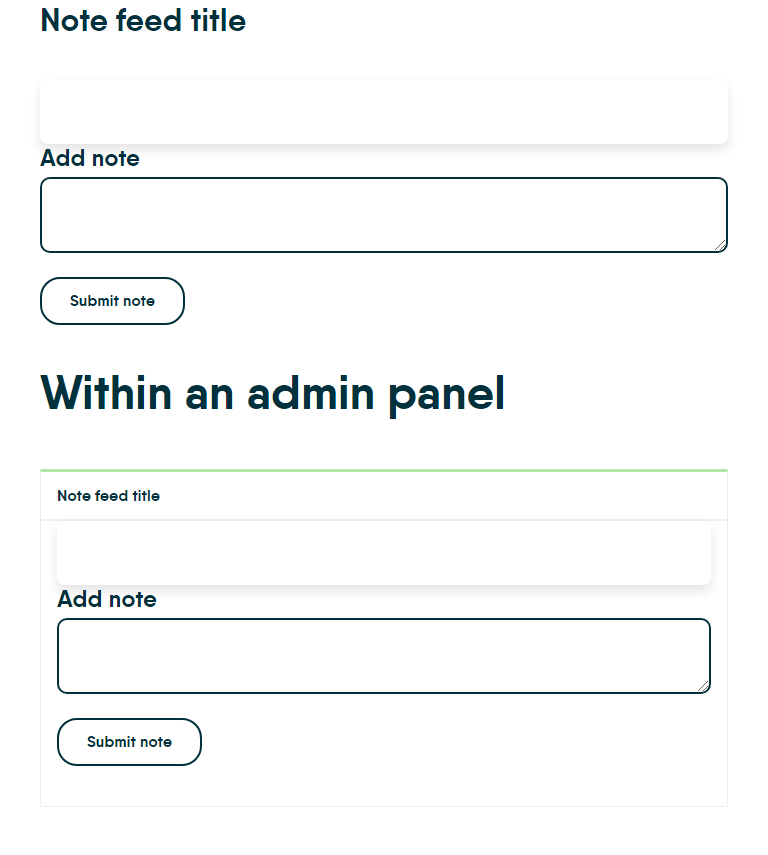 Note feed title
Add note
Submit note
Within an admin panel
Note feed title
Add note
Submit note